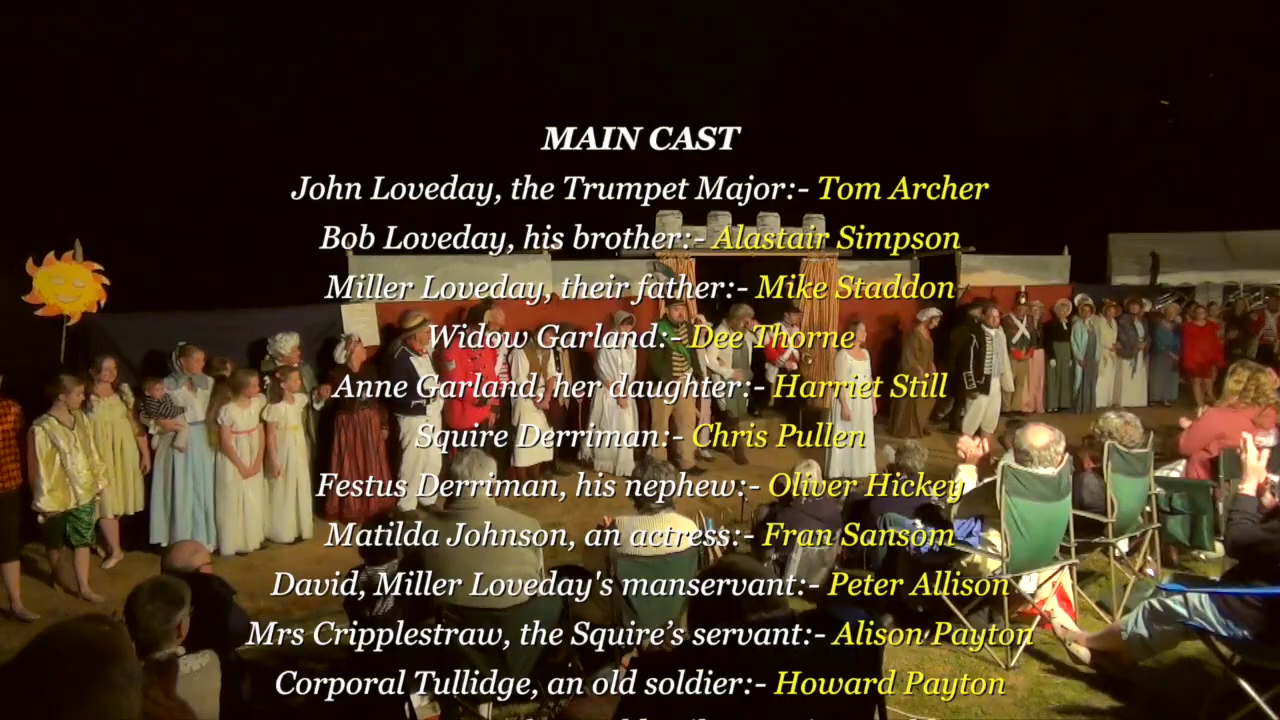 MAIN CAST
John Loveday, the Trumpet Major:- Tom Archer
Bob Loveday, his brother:- Alastair Simpson
Miller Loveday, their father:- Mike Staddon
Widow Garland:- Dee Thorne
Anne Garland, her daughter:- Harriet Still
Squire Derriman:- Chris Pullen
Festus Derriman, his nephew:- Oliver Hickey
Matilda Johnson, an actress:- Fran Sansom
David, Miller Loveday's manservant:- Peter Allison
Mrs Cripplestraw, the Squire’s servant:- Alison Payton
Corporal Tullidge, an old soldier:- Howard Payton